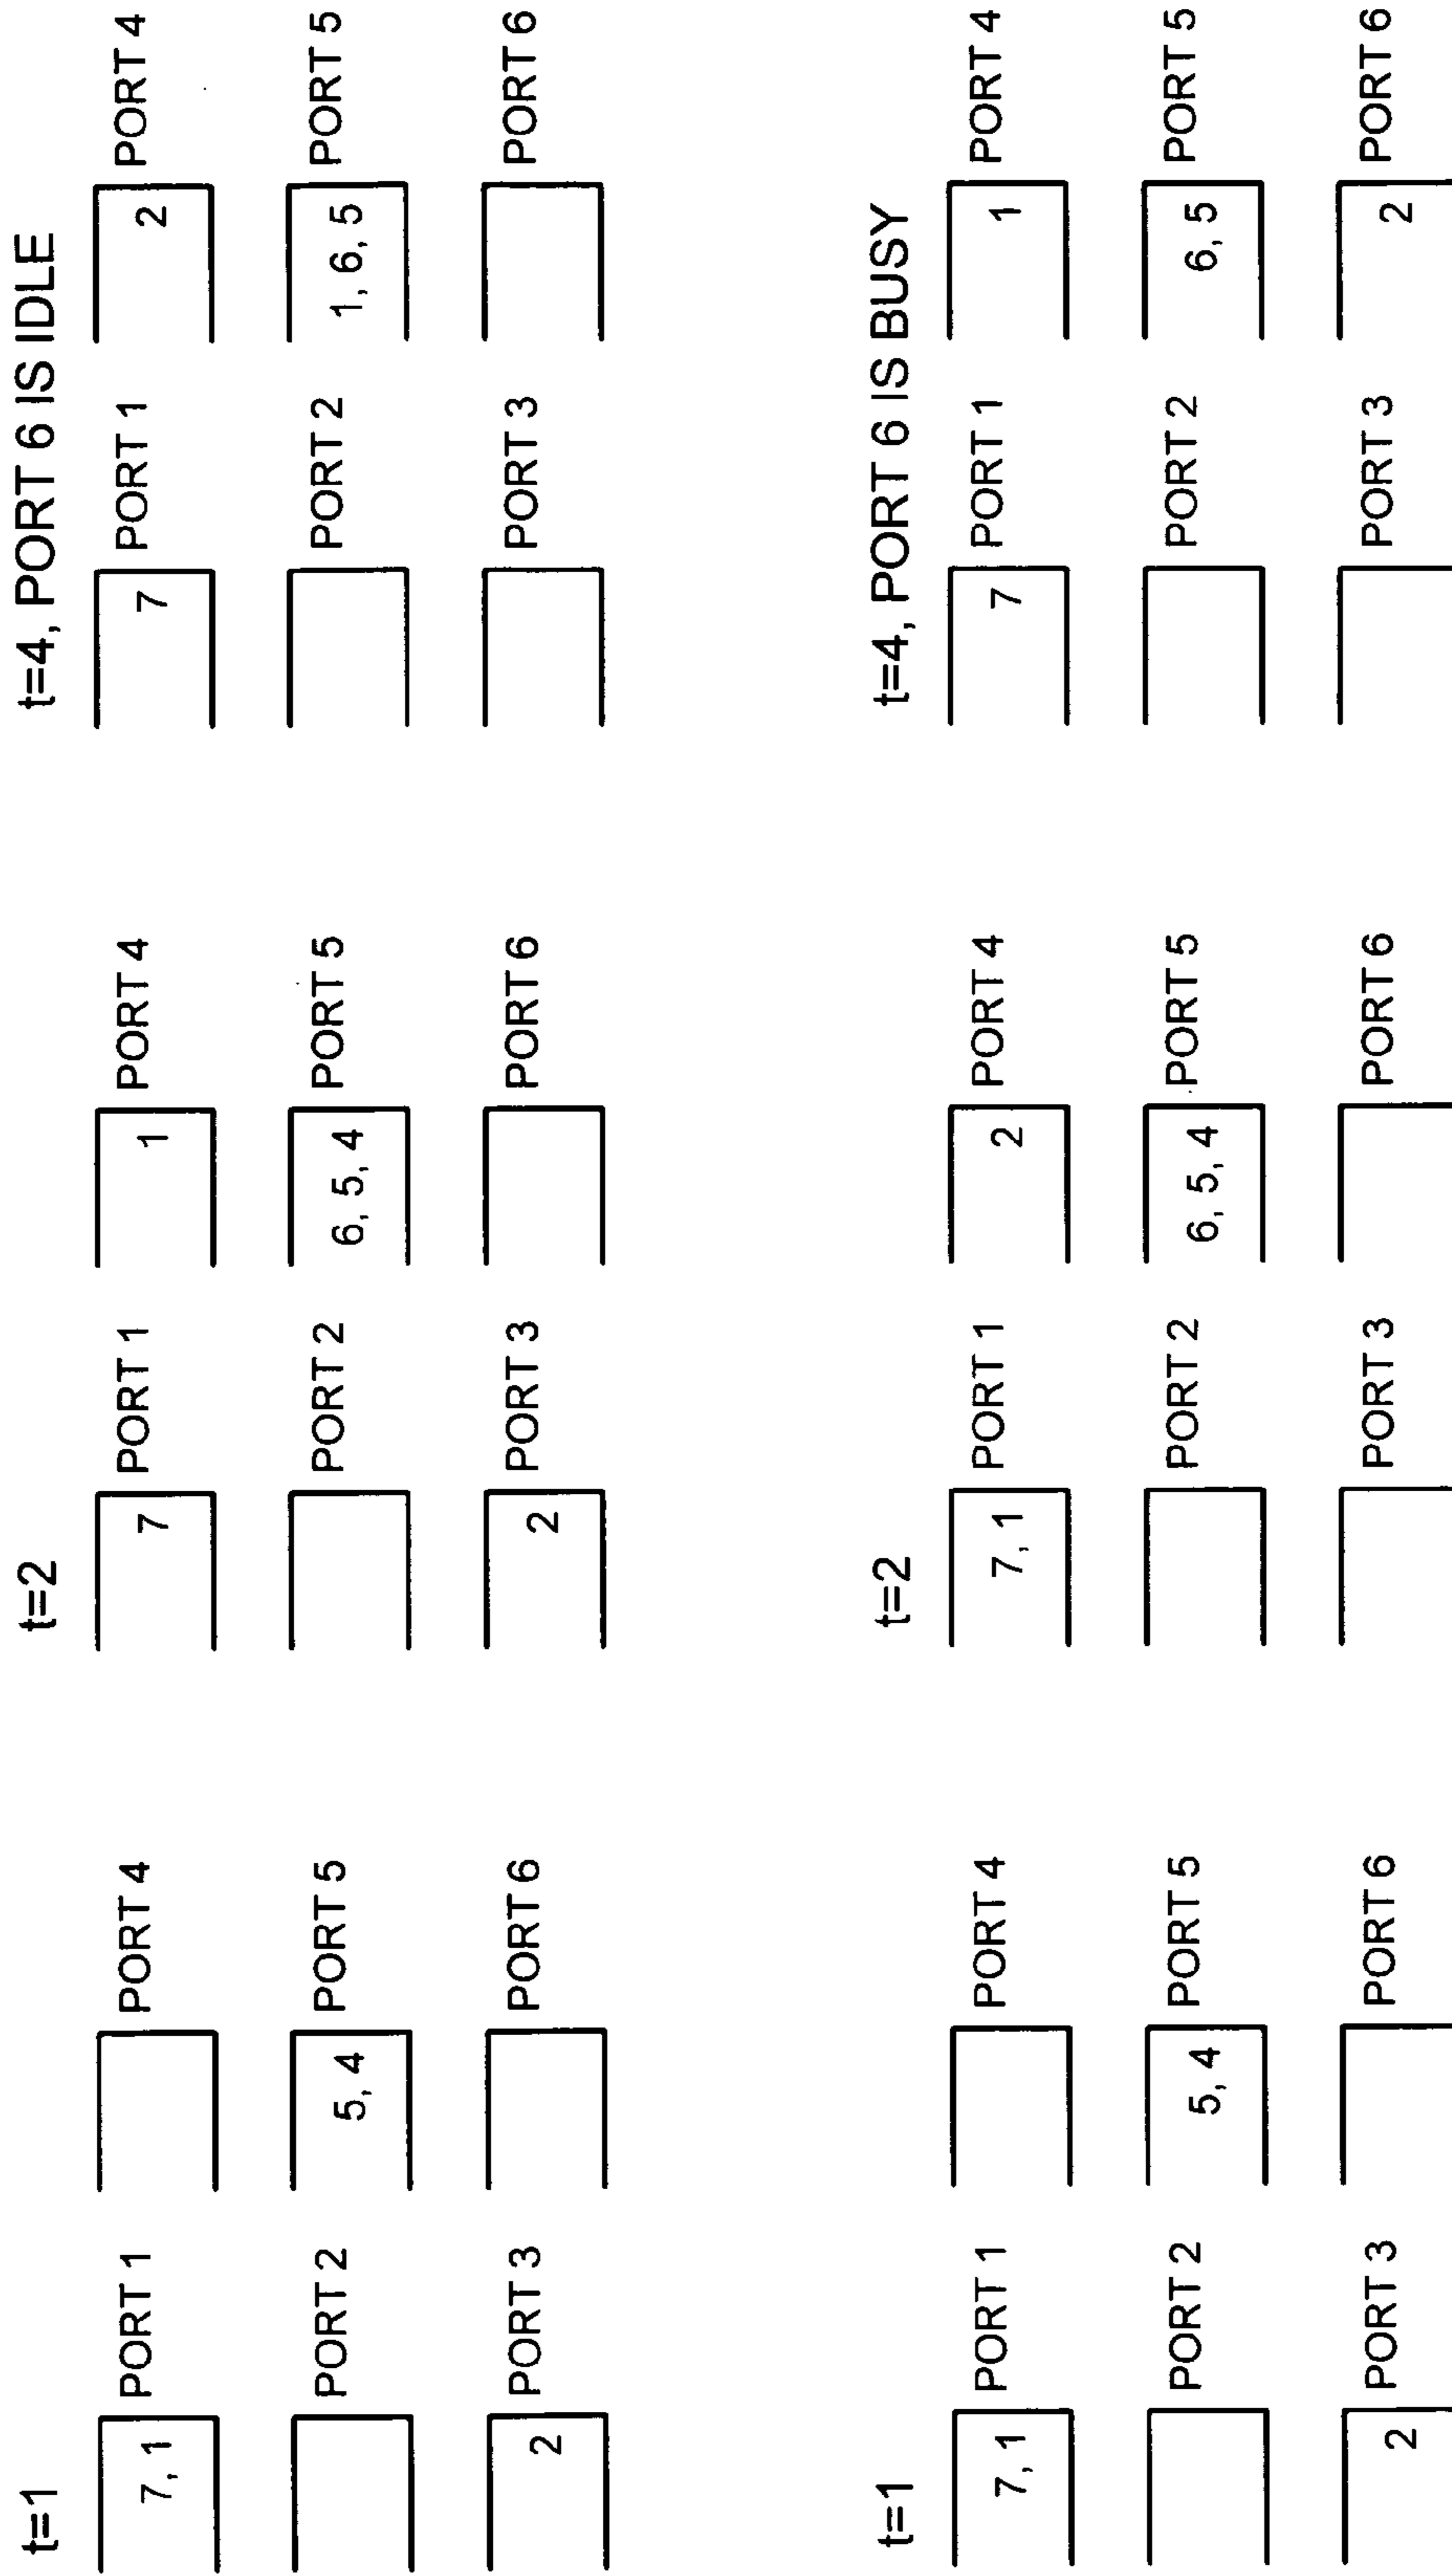 t=1
7, 1 PORT 1 PORT 4
PORT 2 5, 4 PORT 5
2 PORT 3 PORT 6
t=2
7 PORT 1 1 PORT 4
PORT 2 6, 5, 4 PORT 5
2 PORT 3 PORT 6
t=4, PORT 6 IS IDLE
7 PORT 1 2 PORT 4
PORT 2 1, 6, 5 PORT 5
PORT 3 PORT 6
t=1
7, 1 PORT 1 PORT 4
PORT 2 5, 4 PORT 5
2 PORT 3 PORT 6
t=2
7, 1 PORT 1 2 PORT 4
PORT 2 6, 5, 4 PORT 5
PORT 3 PORT 6
t=4, PORT 6 IS BUSY
7 PORT 1 1 PORT 4
PORT 2 6, 5 PORT 5
PORT 3 2 PORT 6